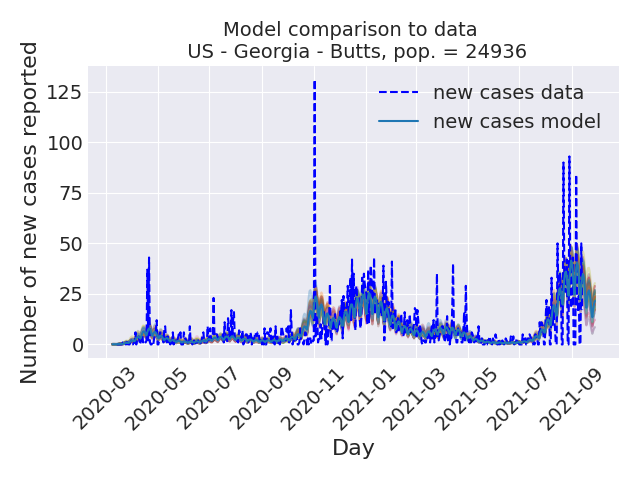 Model comparison to data
US - Georgia - Butts, pop. = 24936
Number of new cases reported
125
100
75
50
25
0
new cases data
new cases model
2020-03
2020-05
2020-07
2020-09
2020-11
2021-01
2021-03
2021-05
2021-07
2021-09
Day